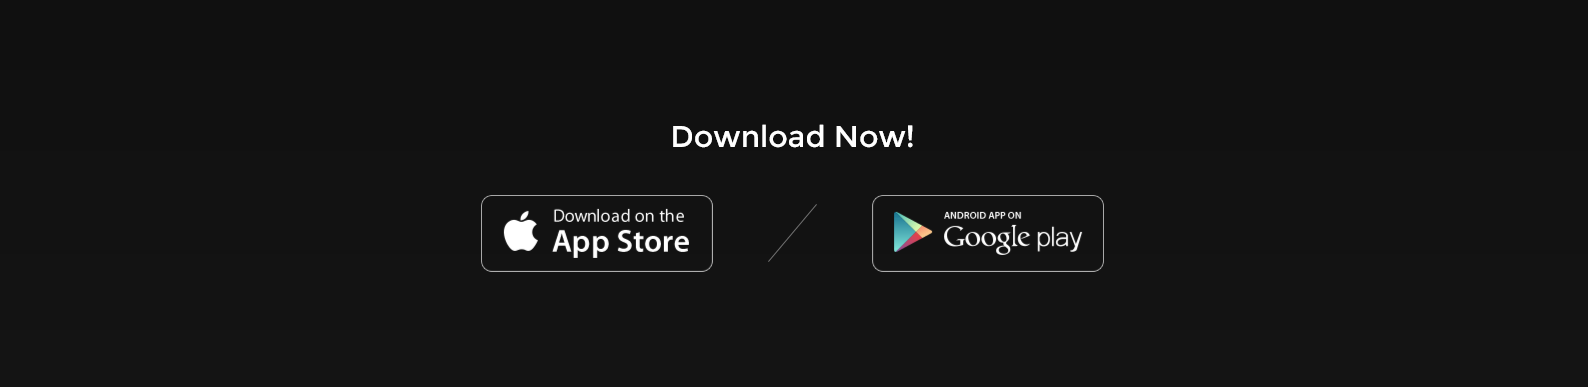 Download Now!
Download on the
App Store
ANDROID APP ON
Google play